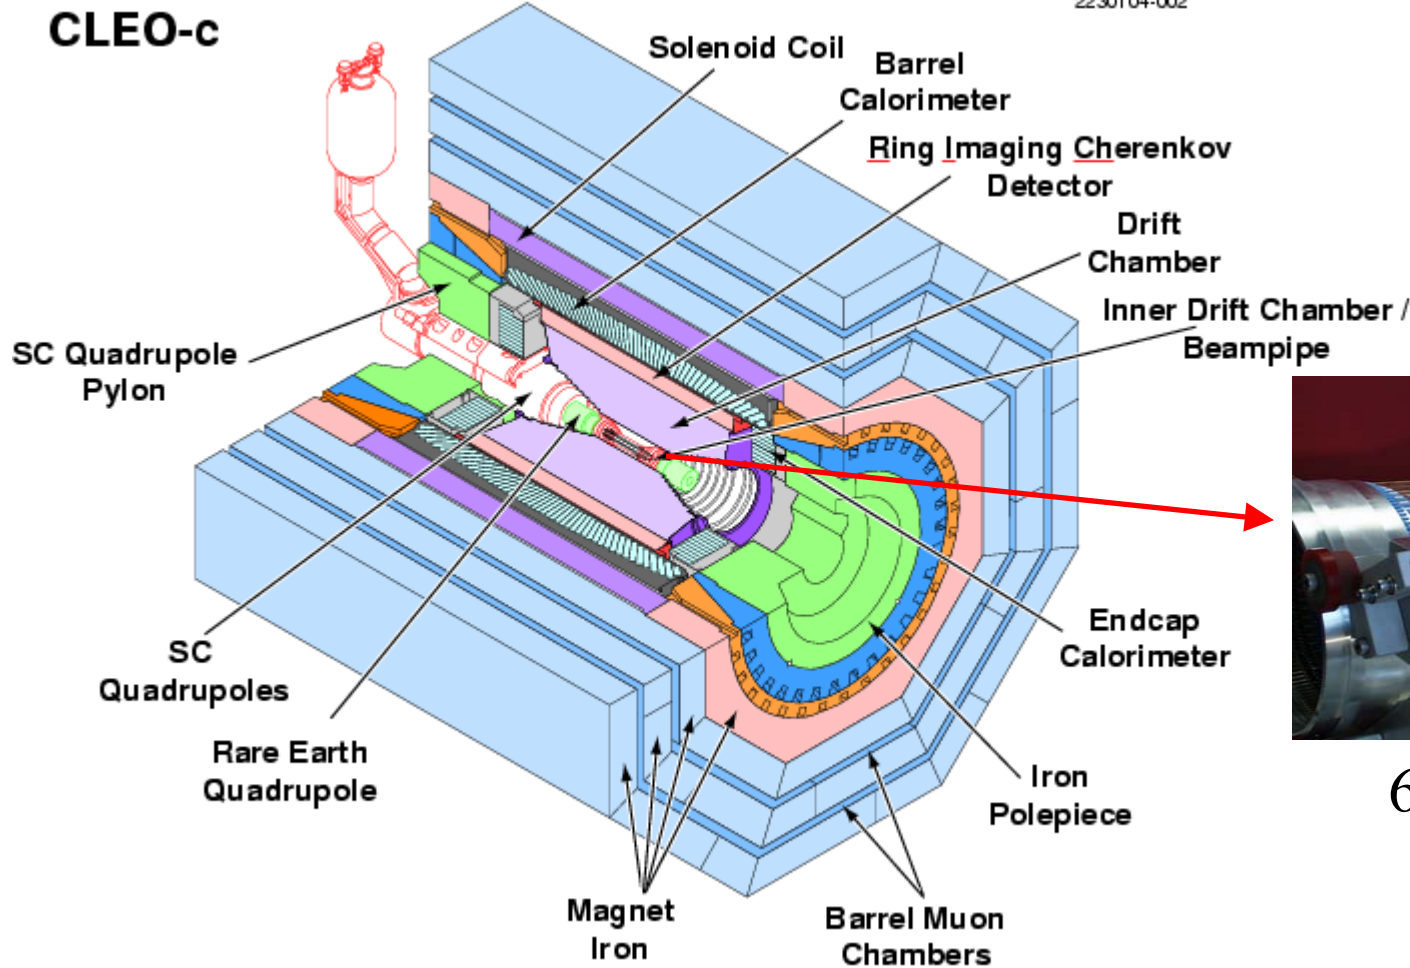 CLEO-c
Solenoid Coil
Barrel
Calorimeter
Ring Imaging Cherenkov
Detector
Drift
Chamber
Inner Drift Chamber /
Beampipe
SC Quadrupole
Pylon
SC
Quadrupoles
Rare Earth
Quadrupole
Endcap
Calorimeter
Iron
Polepiece
Magnet
Iron
Barrel Muon
Chambers
6